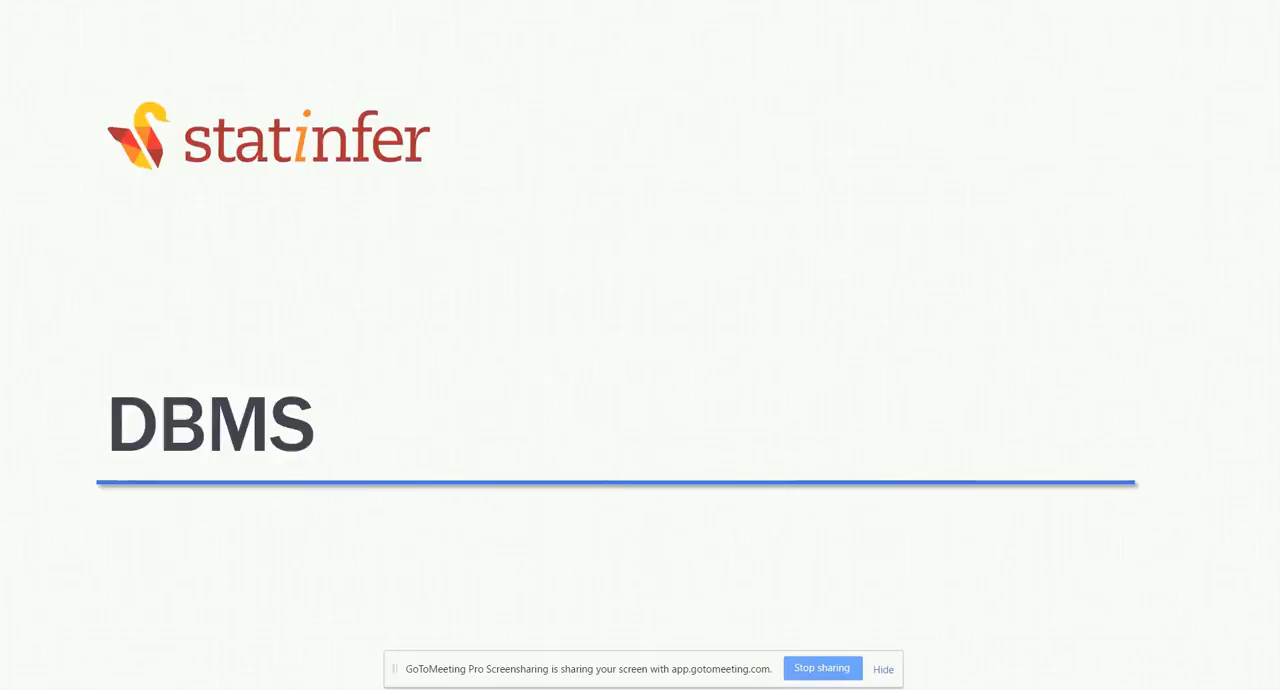 statinfer
DBMS
GoToMeeting Pro Screensharing is sharing your screen with app.gotomeeting.com. Stop sharing Hide